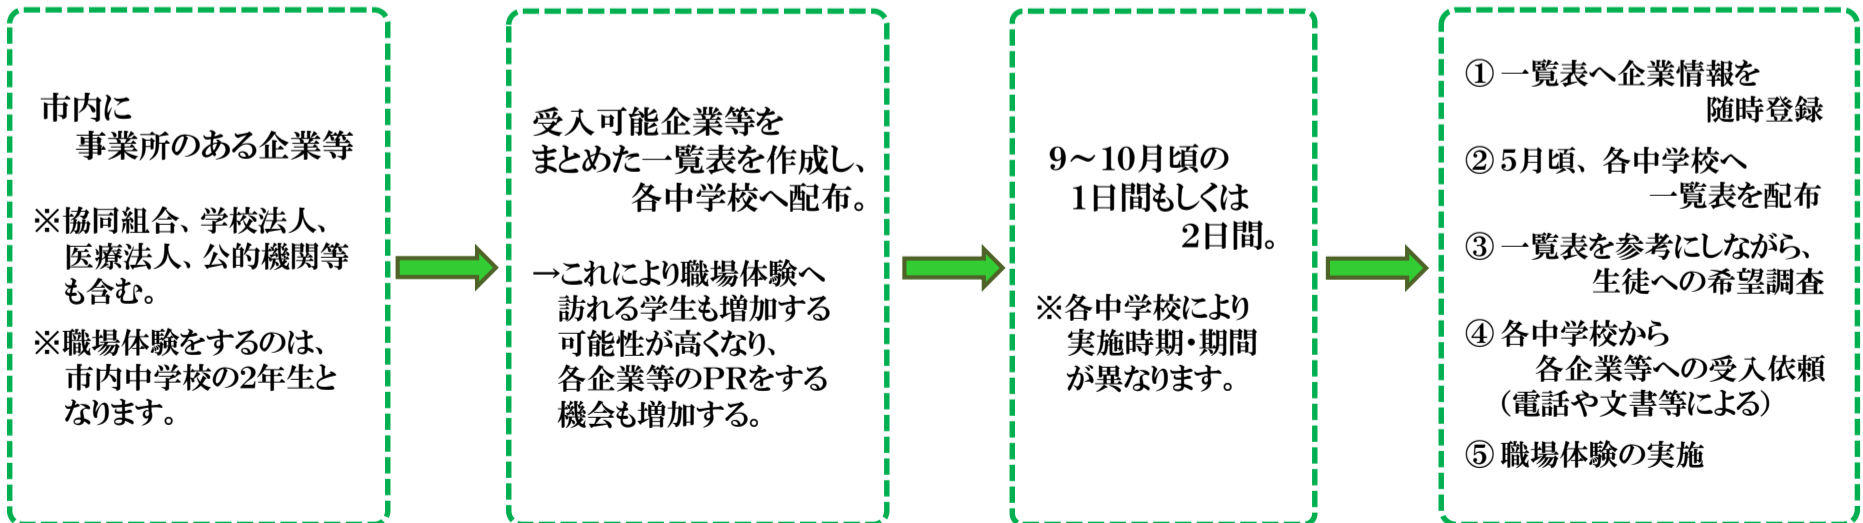 市内に
事業所のある企業等
※協同組合、学校法人、
医療法人、公的機関等
も含む。
※職場体験をするのは、
市内中学校の2年生と
なります。
受入可能企業等を
まとめた一覧表を作成し、
各中学校へ配布。
→これにより職場体験へ
訪れる学生も増加する
可能性が高くなり、
各企業等のPRをする
機会も増加する。
9～10月頃の
1日間もしくは
2日間。
※各中学校により
実施時期・期間
が異なります。
① 一覧表へ企業情報を
随時登録
② 5月頃、各中学校へ
一覧表を配布
③ 一覧表を参考にしながら、
生徒への希望調査
④ 各中学校から
各企業等への受入依頼
（電話や文書等による）
⑤ 職場体験の実施